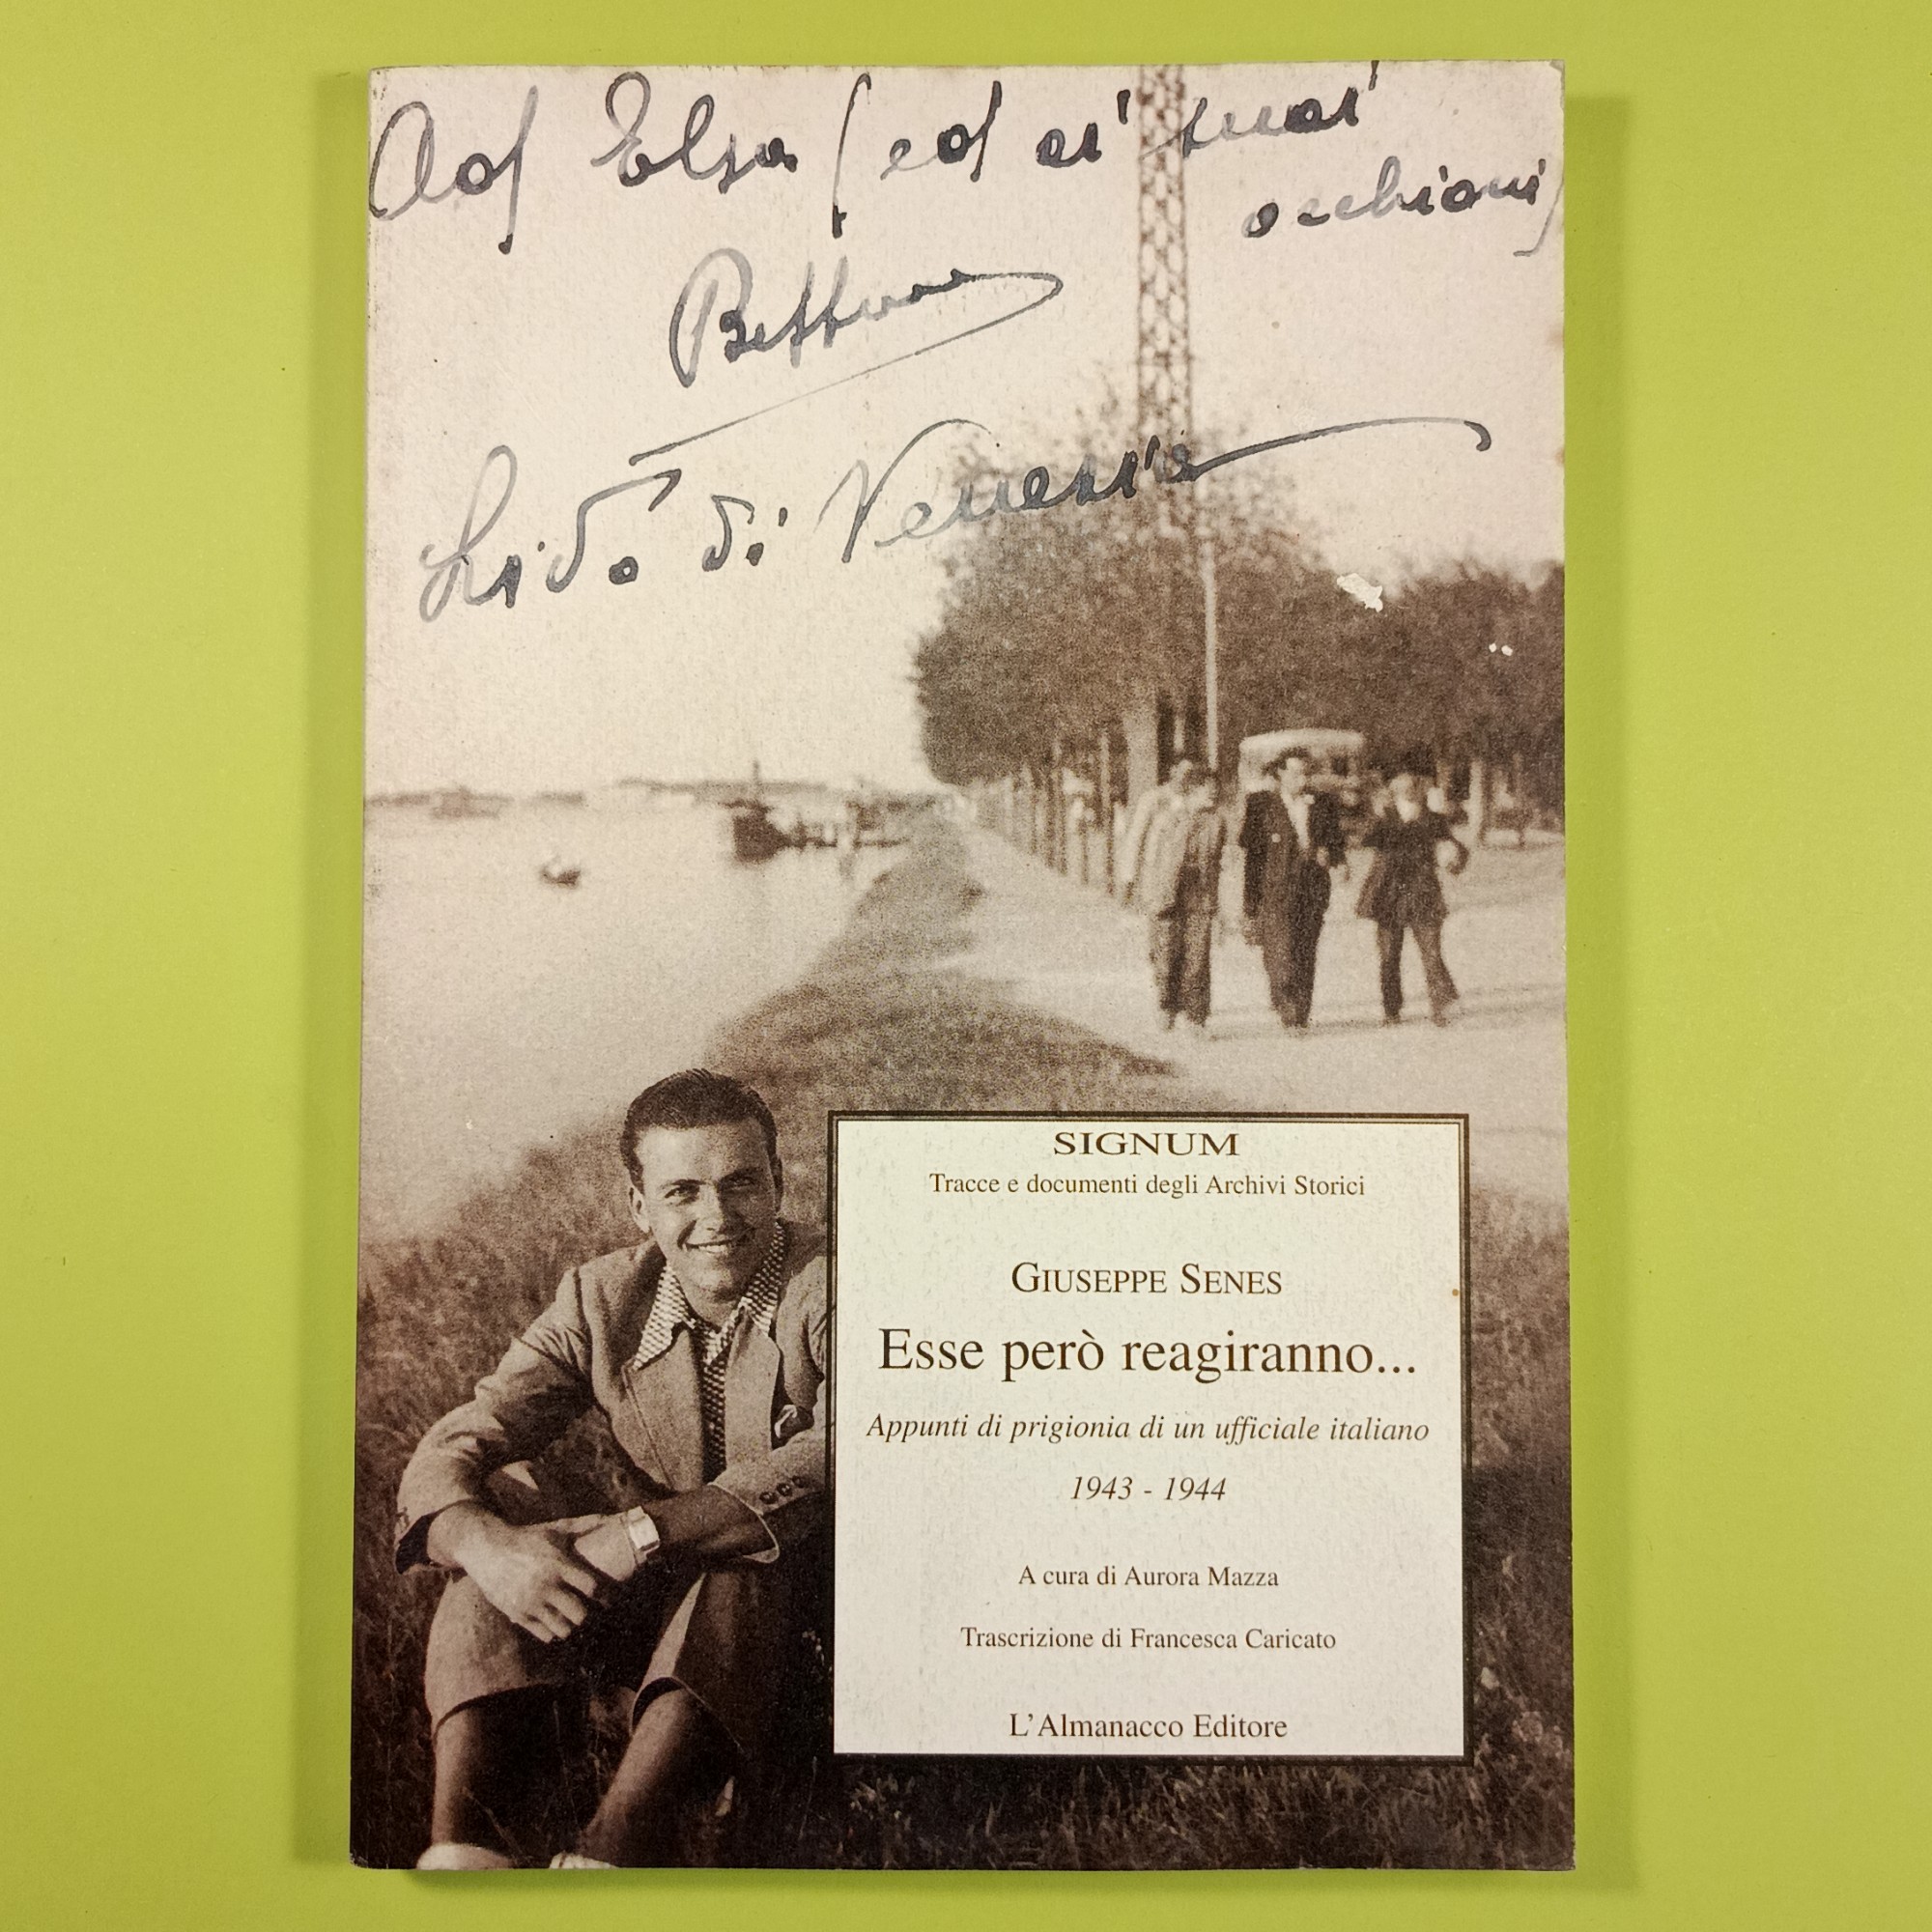 Ad Elsa (ed ai suoi
occhioni)
Lido di Venezia
SIGNUM
Tracce e documenti degli Archivi Storici
GIUSEPPE SENES
Esse però reagiranno...
Appunti di prigionia di un ufficiale italiano
1943 - 1944
A cura di Aurora Mazza
Trascrizione di Francesca Caricato
L'Almanacco Editore